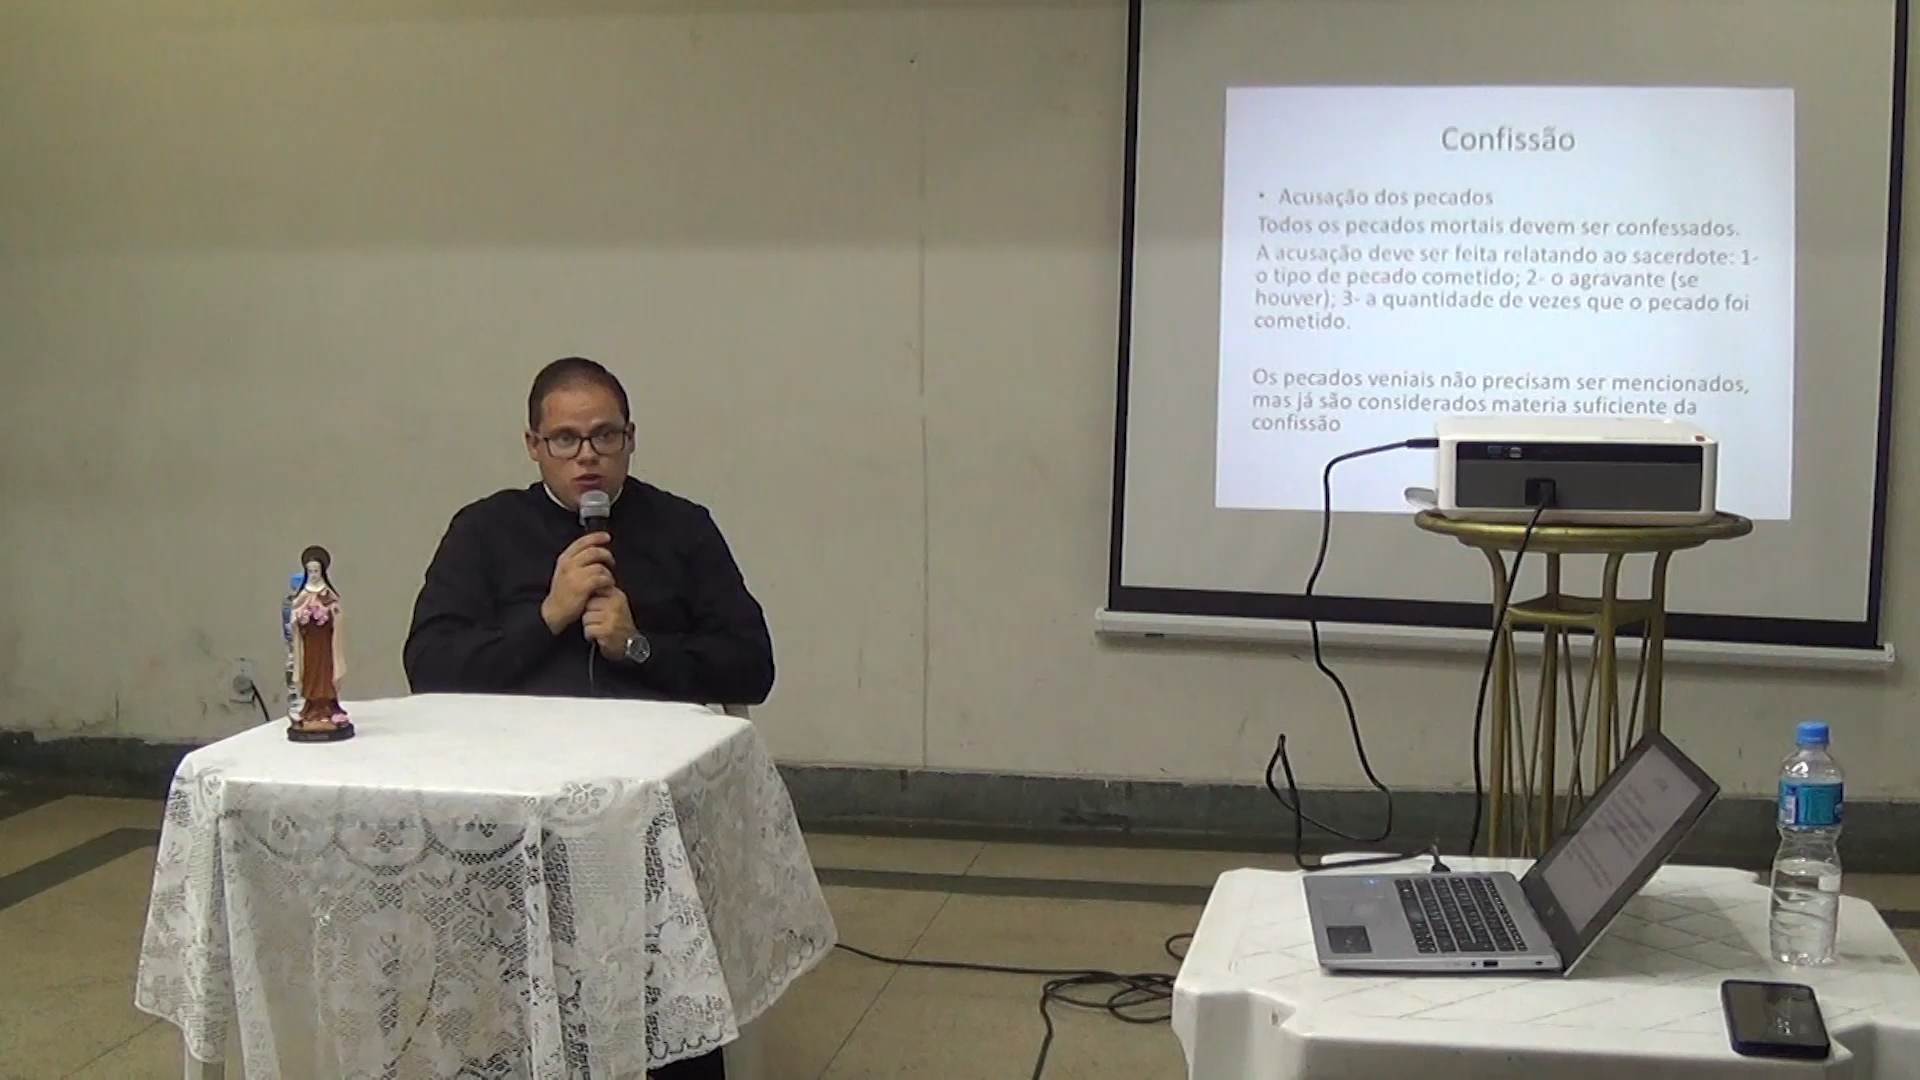 Confissão
• Acusação dos pecados
Todos os pecados mortais devem ser confessados.
A acusação deve ser feita relatando ao sacerdote: 1-
o tipo de pecado cometido; 2- o agravante (se
houver); 3- a quantidade de vezes que o pecado foi
cometido.
Os pecados veniais não precisam ser mencionados,
mas já são considerados materia suficiente da
confissão